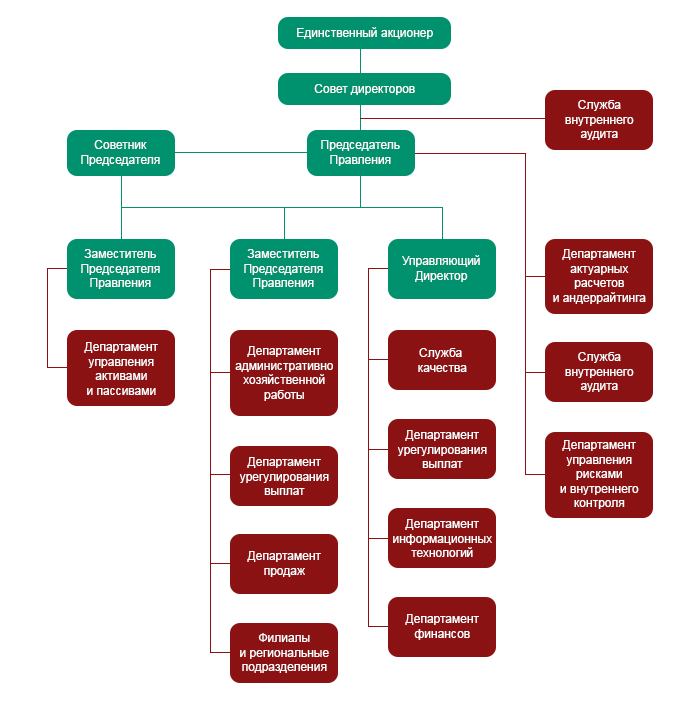 Единственный акционер
Совет директоров
Служба
внутреннего
аудита
Советник
Председателя
Председатель
Правления
Заместитель
Председателя
Правления
Заместитель
Председателя
Правления
Управляющий
Директор
Департамент
актуарных
расчетов
и андеррайтинга
Департамент
управления
активами
и пассивами
Департамент
административно
хозяйственной
работы
Служба
качества
Служба
внутреннего
аудита
Департамент
урегулирования
выплат
Департамент
урегулирования
выплат
Департамент
управления
рисками
и внутреннего
контроля
Департамент
продаж
Департамент
информационных
технологий
Филиалы
и региональные
подразделения
Департамент
финансов